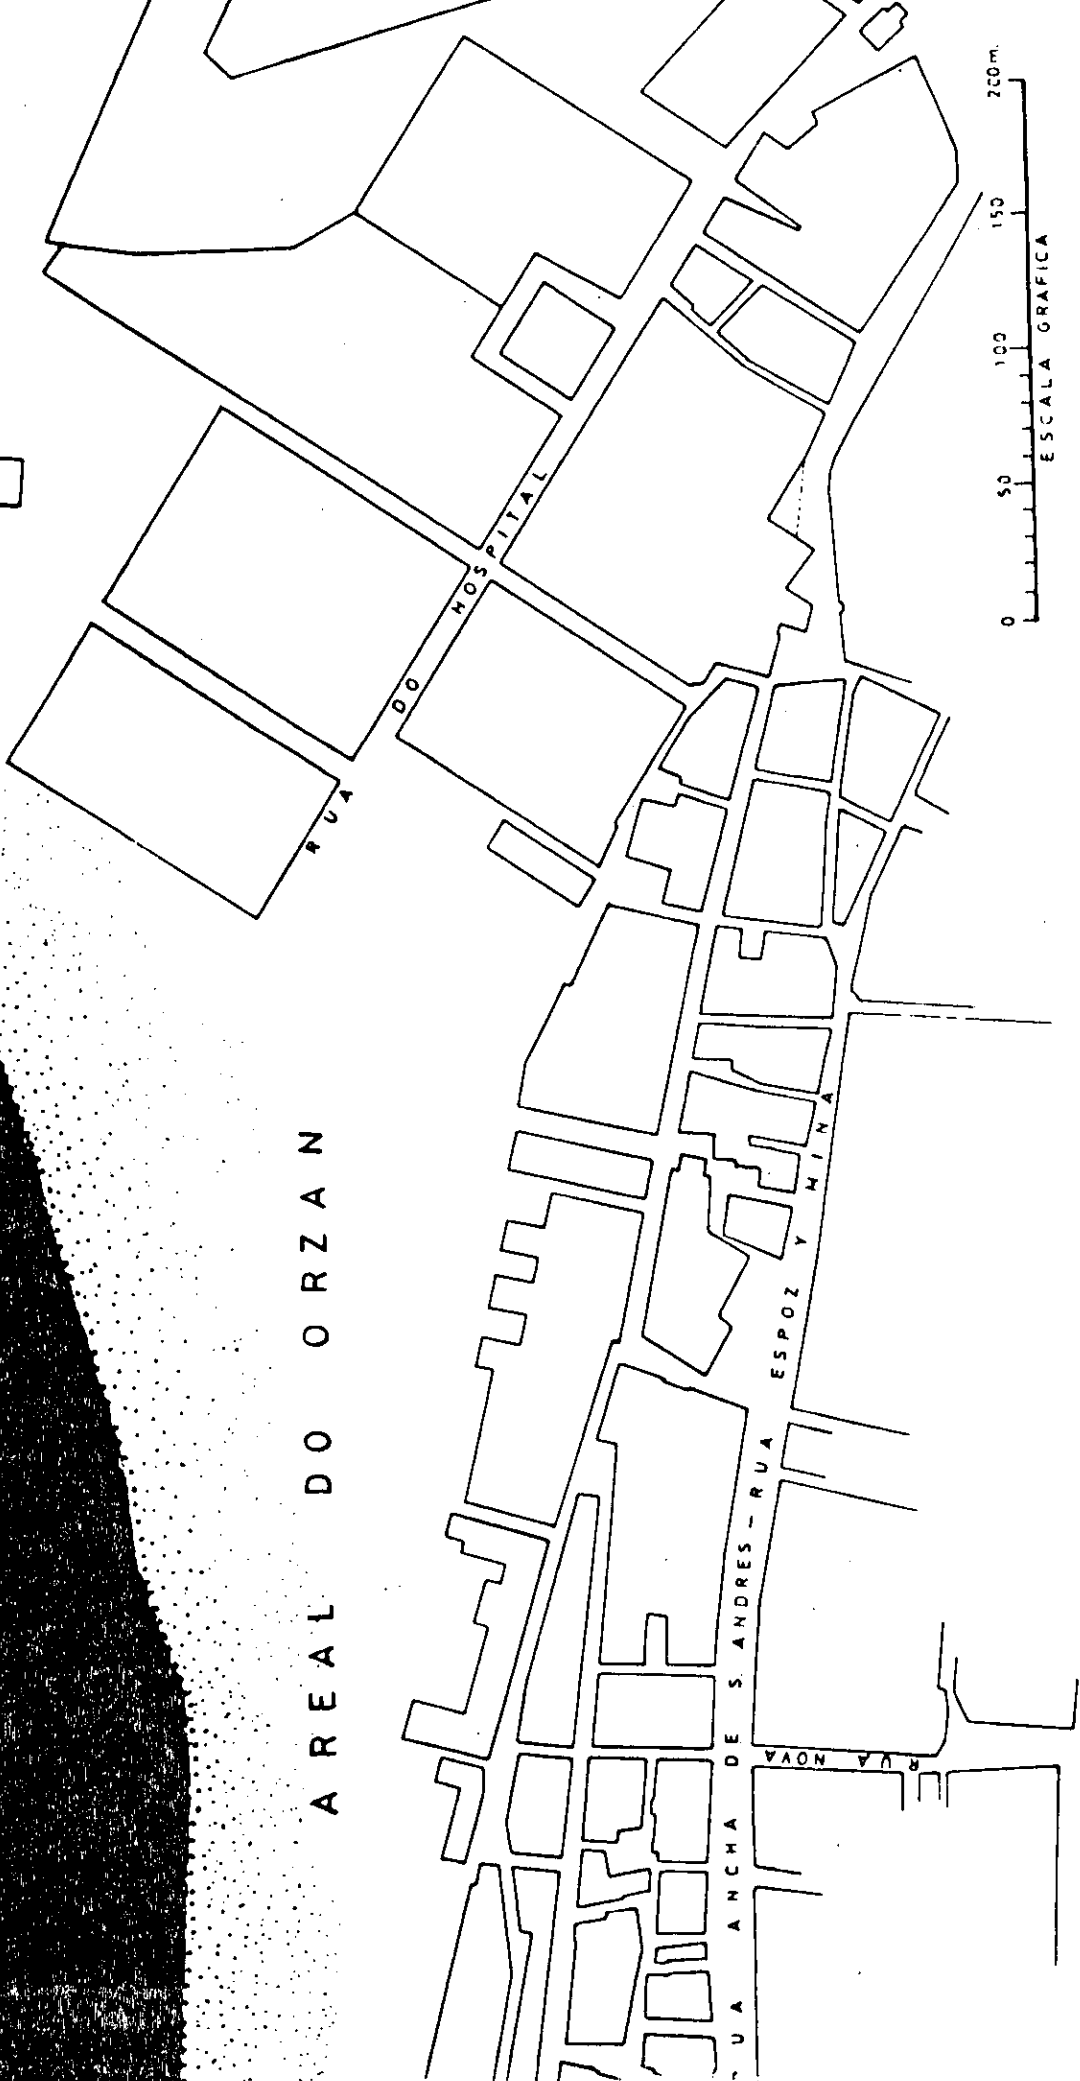 AREAL DO ORZAN
RUA DO HOSPITAL
RUA ANCHA DE S. ANDRES - RUA ESPOZ Y MINA
RUA NOVA
0 50 100 150 200 m.
ESCALA GRAFICA